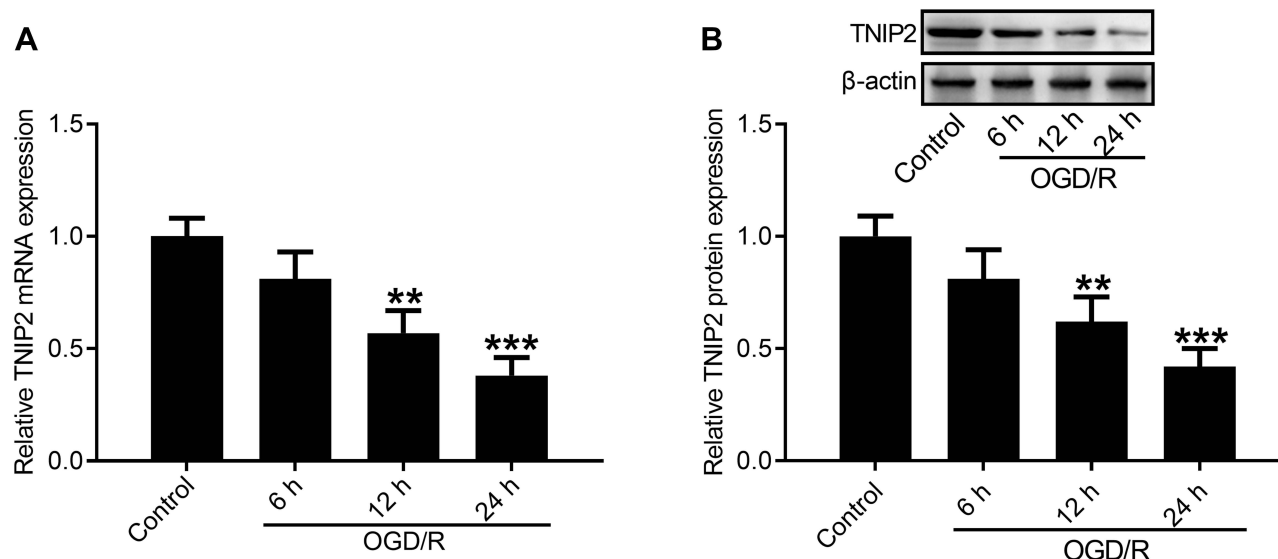 A
Relative TNIP2 mRNA expression
1.5
1.0
0.5
0.0
**
***
Control
6 h
12 h
24 h
OGD/R
B
TNIP2
β-actin
Control
6 h
12 h
24 h
OGD/R
Relative TNIP2 protein expression
1.5
1.0
0.5
0.0
**
***
Control
6 h
12 h
24 h
OGD/R